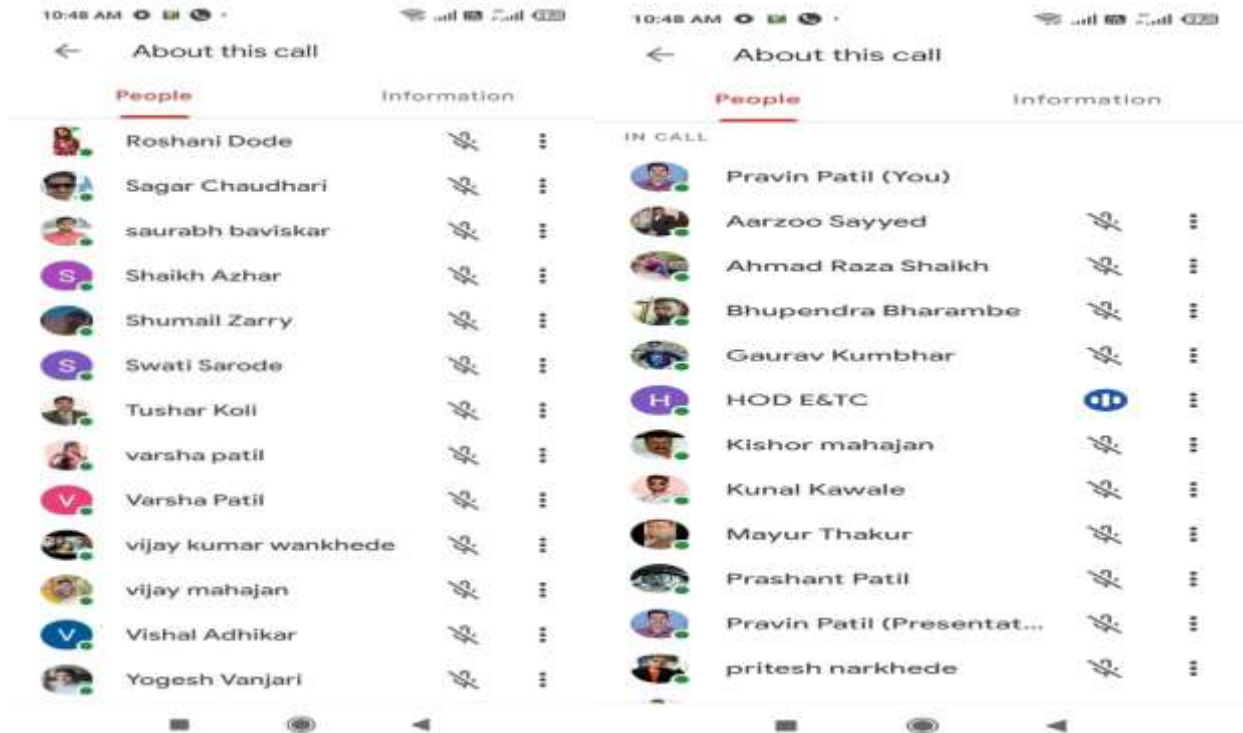 10:48 AM
About this call
People Information
Roshani Dode
Sagar Chaudhari
saurabh baviskar
S Shaikh Azhar
Shumail Zarry
S Swati Sarode
Tushar Koli
varsha patil
V Varsha Patil
vijay kumar wankhede
vijay mahajan
V Vishal Adhikar
Yogesh Vanjari
10:48 AM
About this call
People Information
IN CALL
Pravin Patil (You)
Aarzoo Sayyed
Ahmad Raza Shaikh
Bhupendra Bharambe
Gaurav Kumbhar
H HOD E&TC
Kishor mahajan
Kunal Kawale
Mayur Thakur
Prashant Patil
Pravin Patil (Presentat...
pritesh narkhede